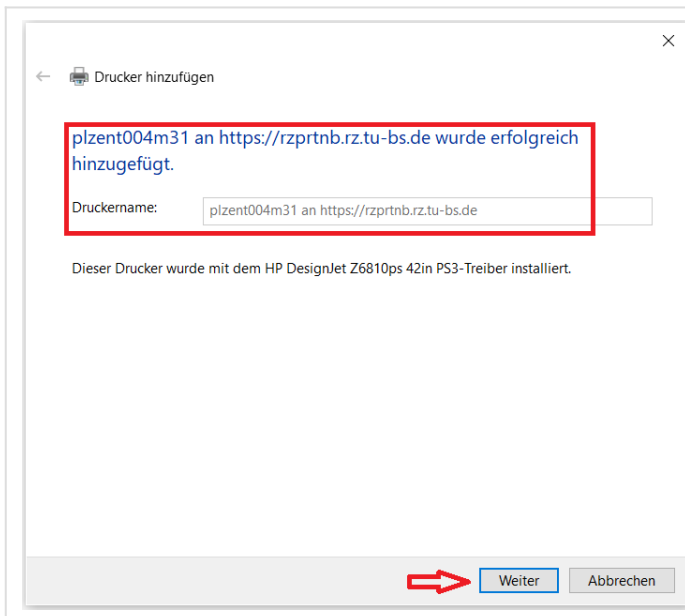 Drucker hinzufügen
plzent004m31 an https://rzprtnb.rz.tu-bs.de wurde erfolgreich
hinzugefügt.
Druckername: plzent004m31 an https://rzprtnb.rz.tu-bs.de
Dieser Drucker wurde mit dem HP DesignJet Z6810ps 42in PS3-Treiber installiert.
Weiter Abbrechen